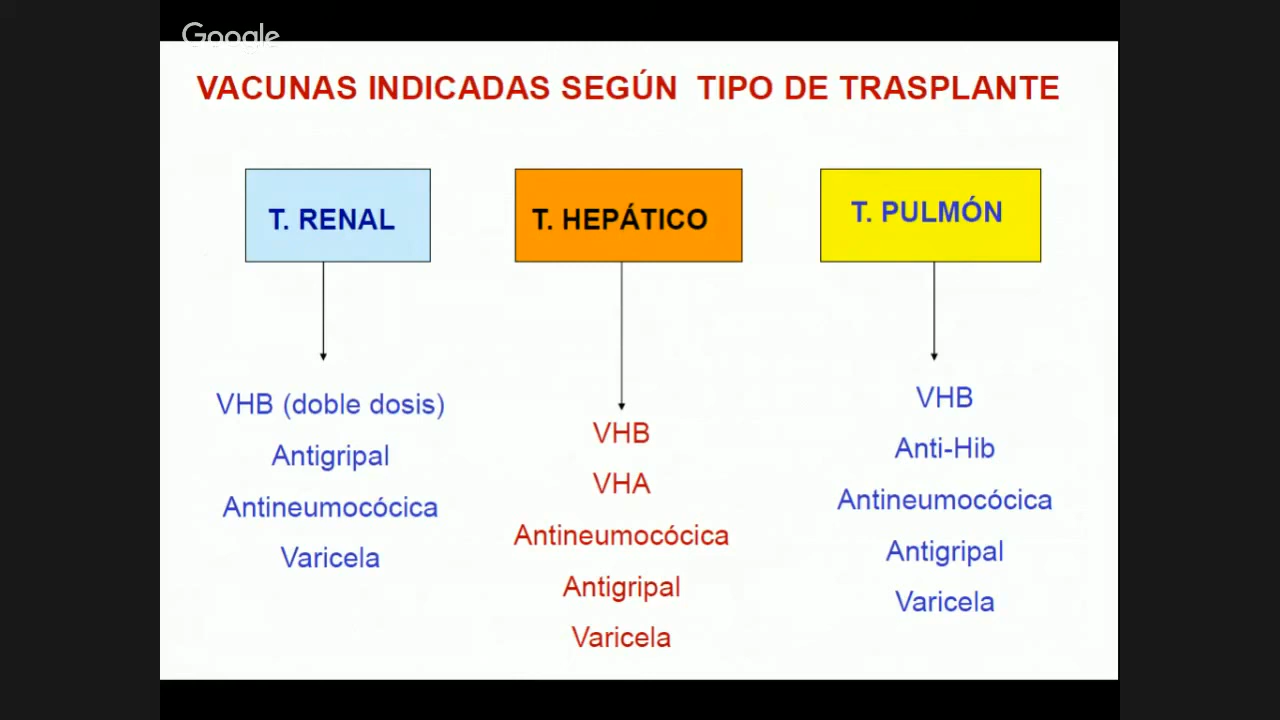 Google
VACUNAS INDICADAS SEGÚN TIPO DE TRASPLANTE
T. RENAL
VHB (doble dosis)
Antigripal
Antineumocócica
Varicela
T. HEPÁTICO
VHB
VHA
Antineumocócica
Antigripal
Varicela
T. PULMÓN
VHB
Anti-Hib
Antineumocócica
Antigripal
Varicela